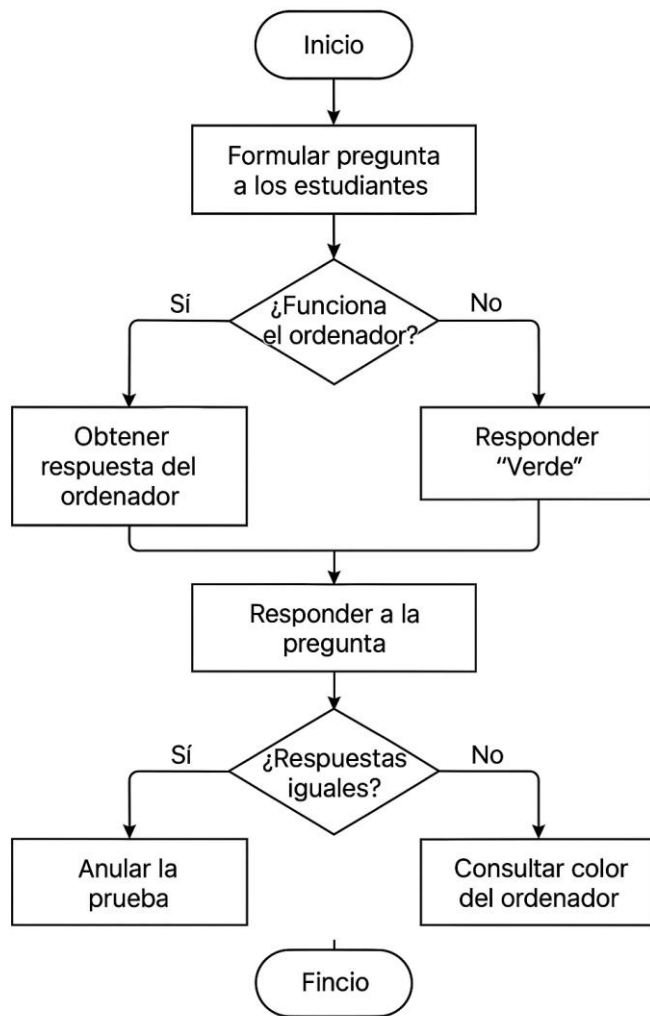 Inicio
Formular pregunta
a los estudiantes
¿Funciona
el ordenador?
Sí
No
Obtener
respuesta del
ordenador
Responder
“Verde”
Responder a la
pregunta
¿Respuestas
iguales?
Sí
No
Anular la
prueba
Consultar color
del ordenador
Fincio